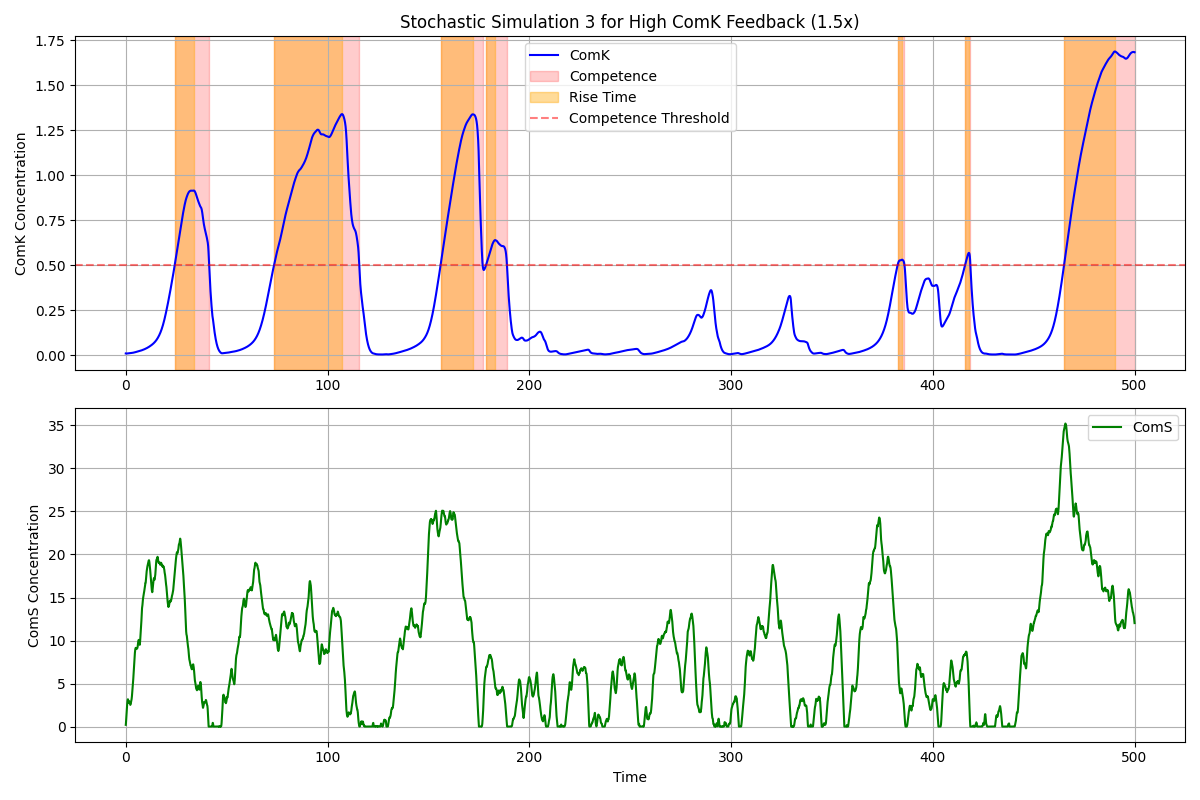 Stochastic Simulation 3 for High ComK Feedback (1.5x)
ComK Concentration
1.75
1.50
1.25
1.00
0.75
0.50
0.25
0.00
ComK
Competence
Rise Time
Competence Threshold
0 100 200 300 400 500
ComS Concentration
35
30
25
20
15
10
5
0
ComS
0 100 200 300 400 500
Time